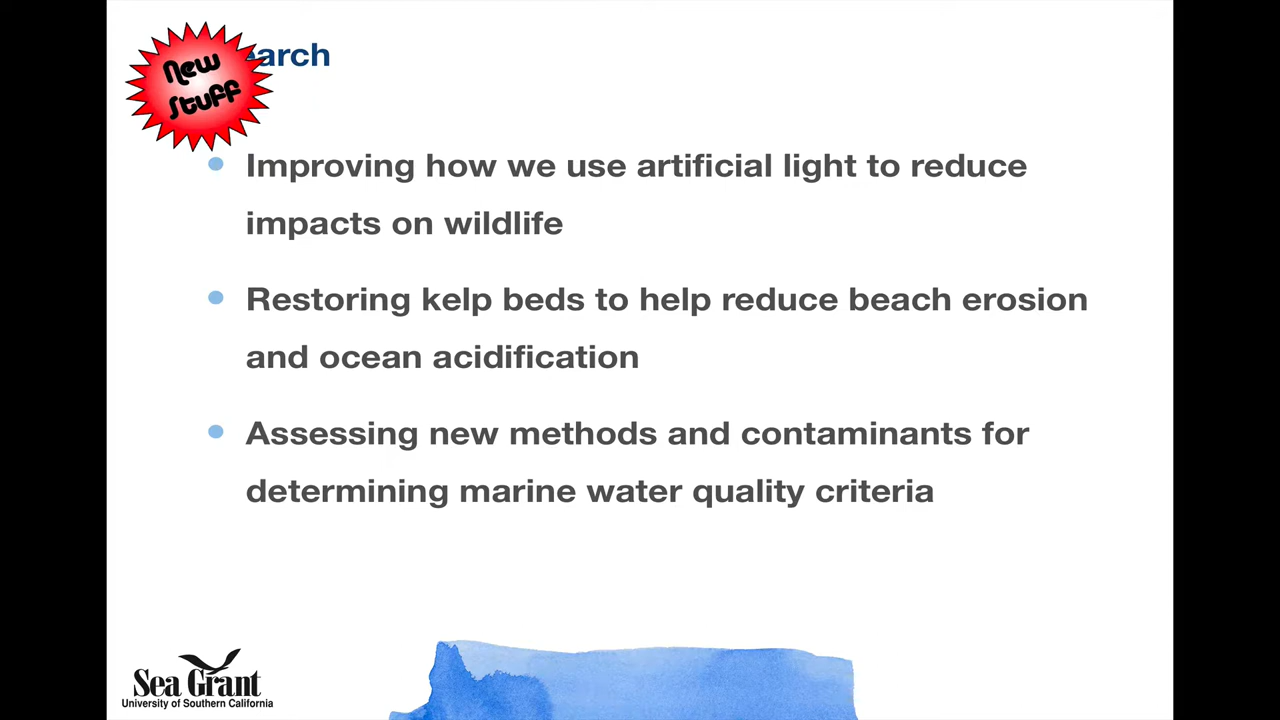 New
Stuff
arch
Improving how we use artificial light to reduce
impacts on wildlife
Restoring kelp beds to help reduce beach erosion
and ocean acidification
Assessing new methods and contaminants for
determining marine water quality criteria
Sea Grant
University of Southern California